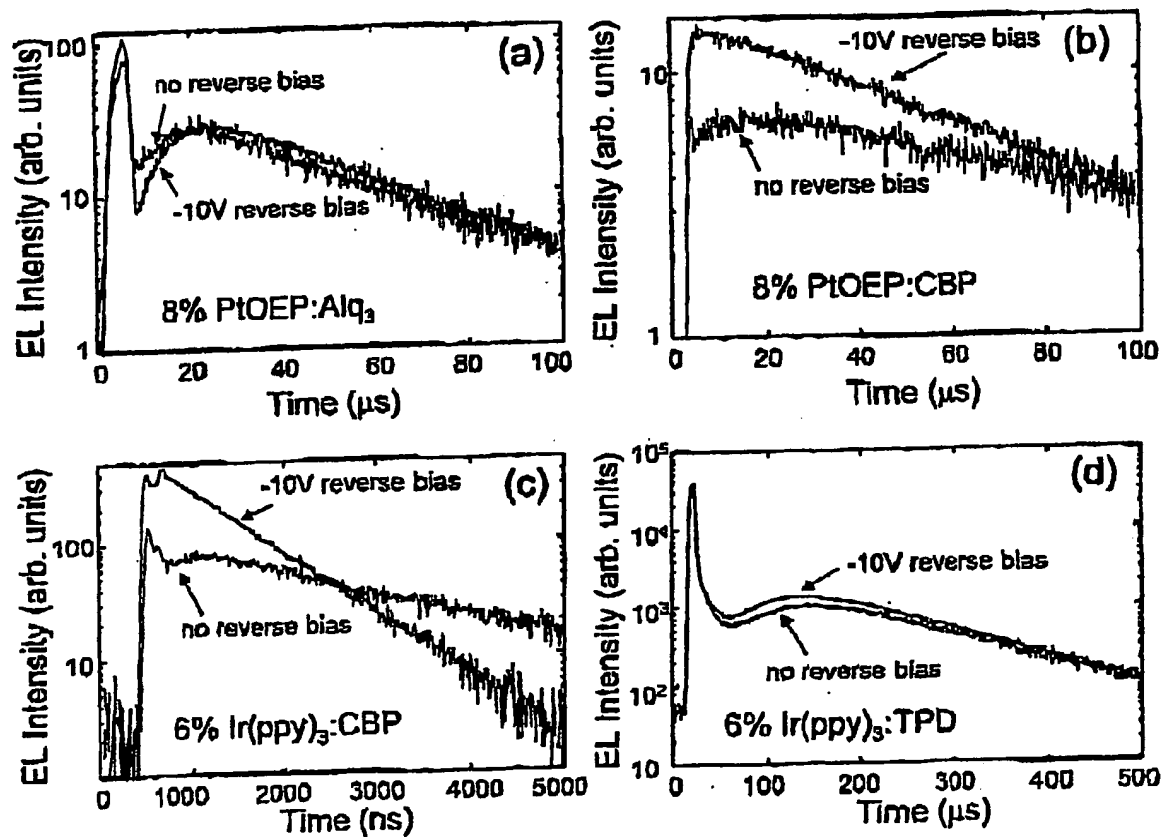 (a)
EL Intensity (arb. units)
100
10
1
no reverse bias
-10V reverse bias
8% PtOEP:Alq₃
0 20 40 60 80 100
Time (μs)
(b)
EL Intensity (arb. units)
10
1
-10V reverse bias
no reverse bias
8% PtOEP:CBP
0 20 40 60 80 100
Time (μs)
(c)
EL Intensity (arb. units)
100
10
-10V reverse bias
no reverse bias
6% Ir(ppy)₃:CBP
0 1000 2000 3000 4000 5000
Time (ns)
(d)
EL Intensity (arb. units)
10⁵
10⁴
10³
10²
10
-10V reverse bias
no reverse bias
6% Ir(ppy)₃:TPD
0 100 200 300 400 500
Time (μs)